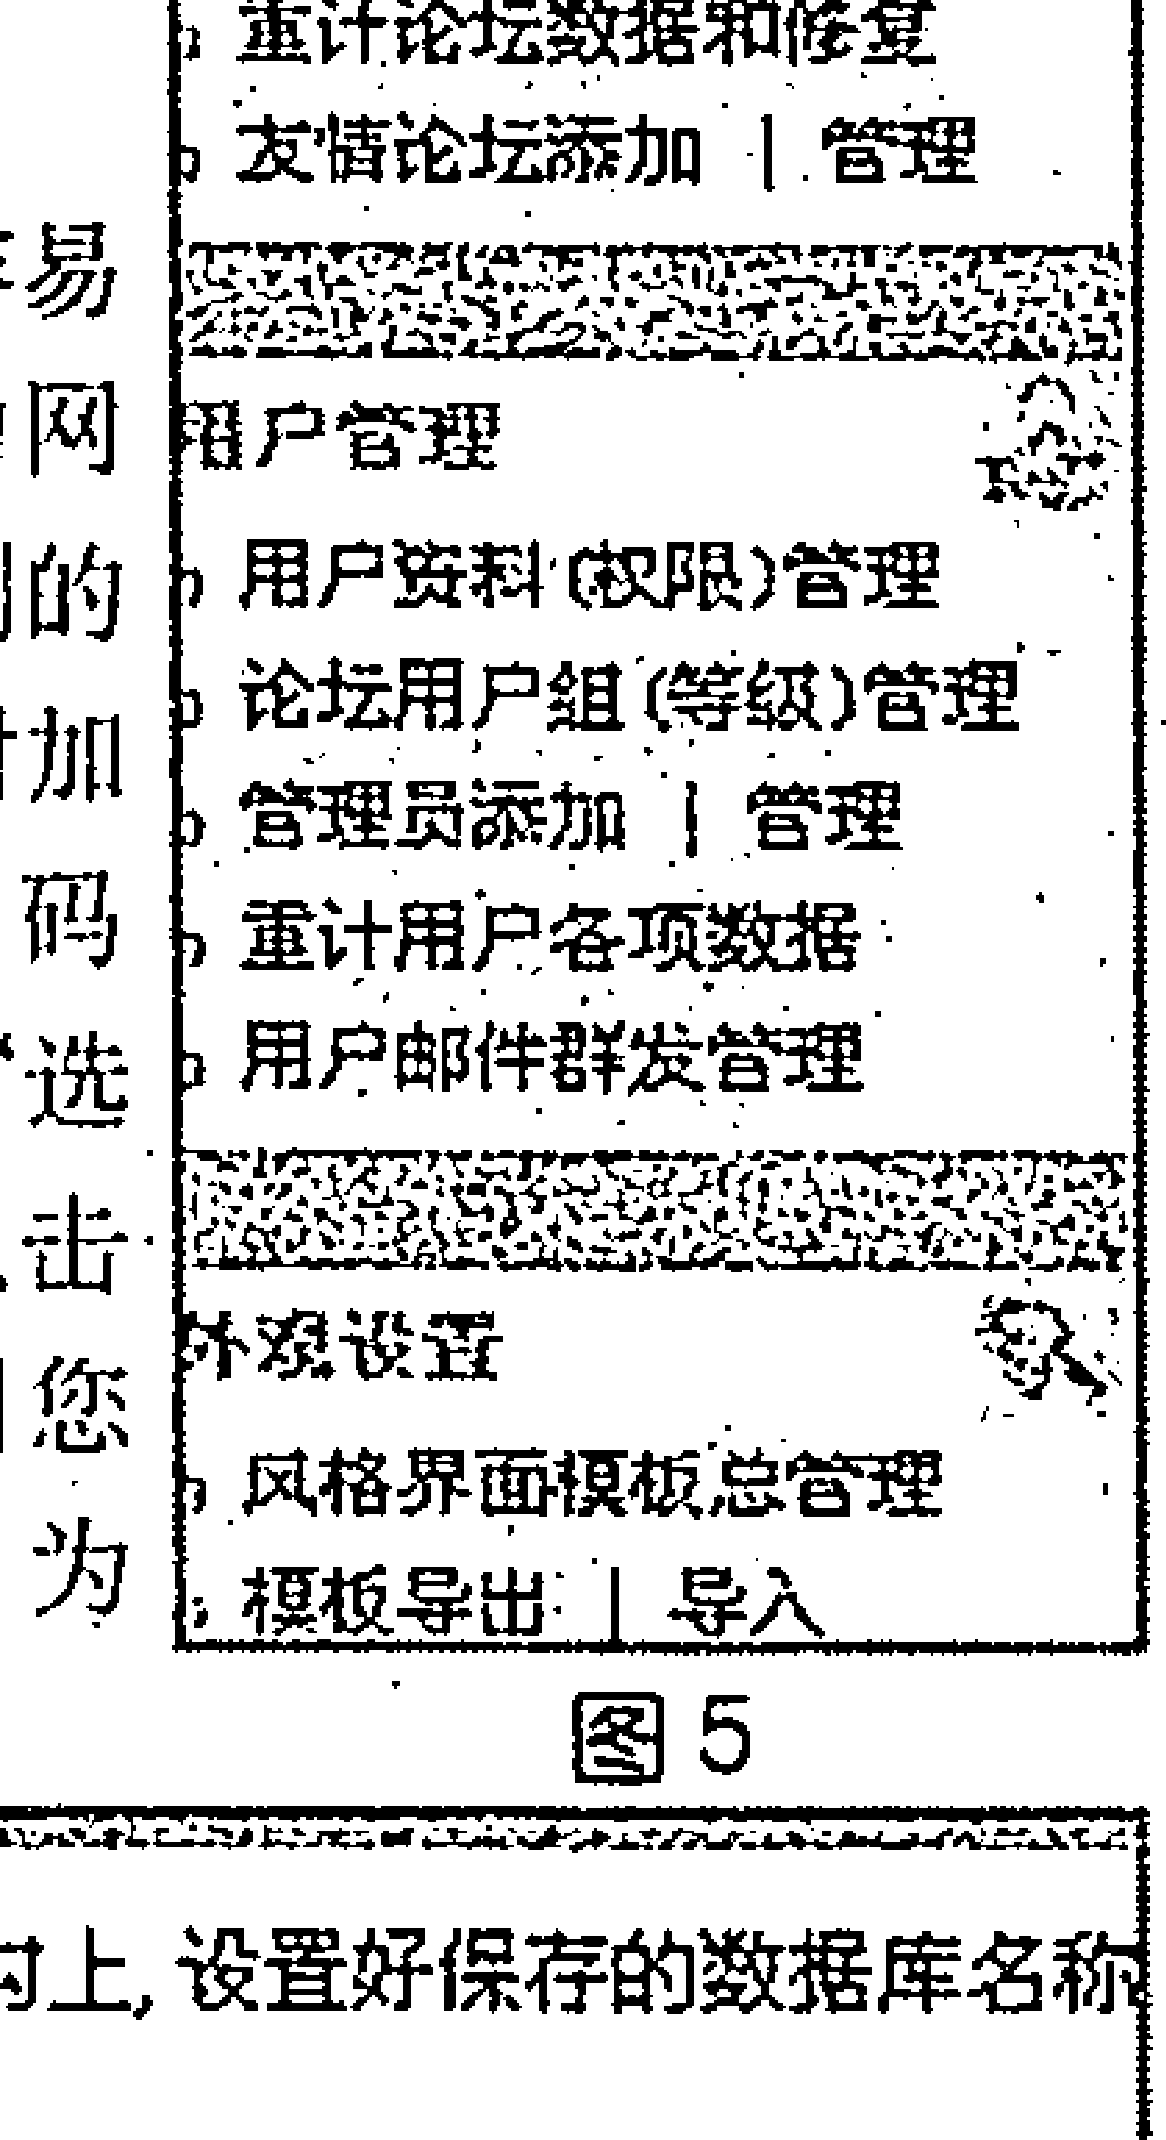 重计论坛数据和修复
友情论坛添加 | 管理
用户管理
用户资料(权限)管理
论坛用户组(等级)管理
管理员添加 | 管理
重计用户各项数据
用户邮件群发管理
外观设置
风格界面模板总管理
模板导出 | 导入
图 5
易
网
的
加
码
选
击
您
为
上,设置好保存的数据库名称